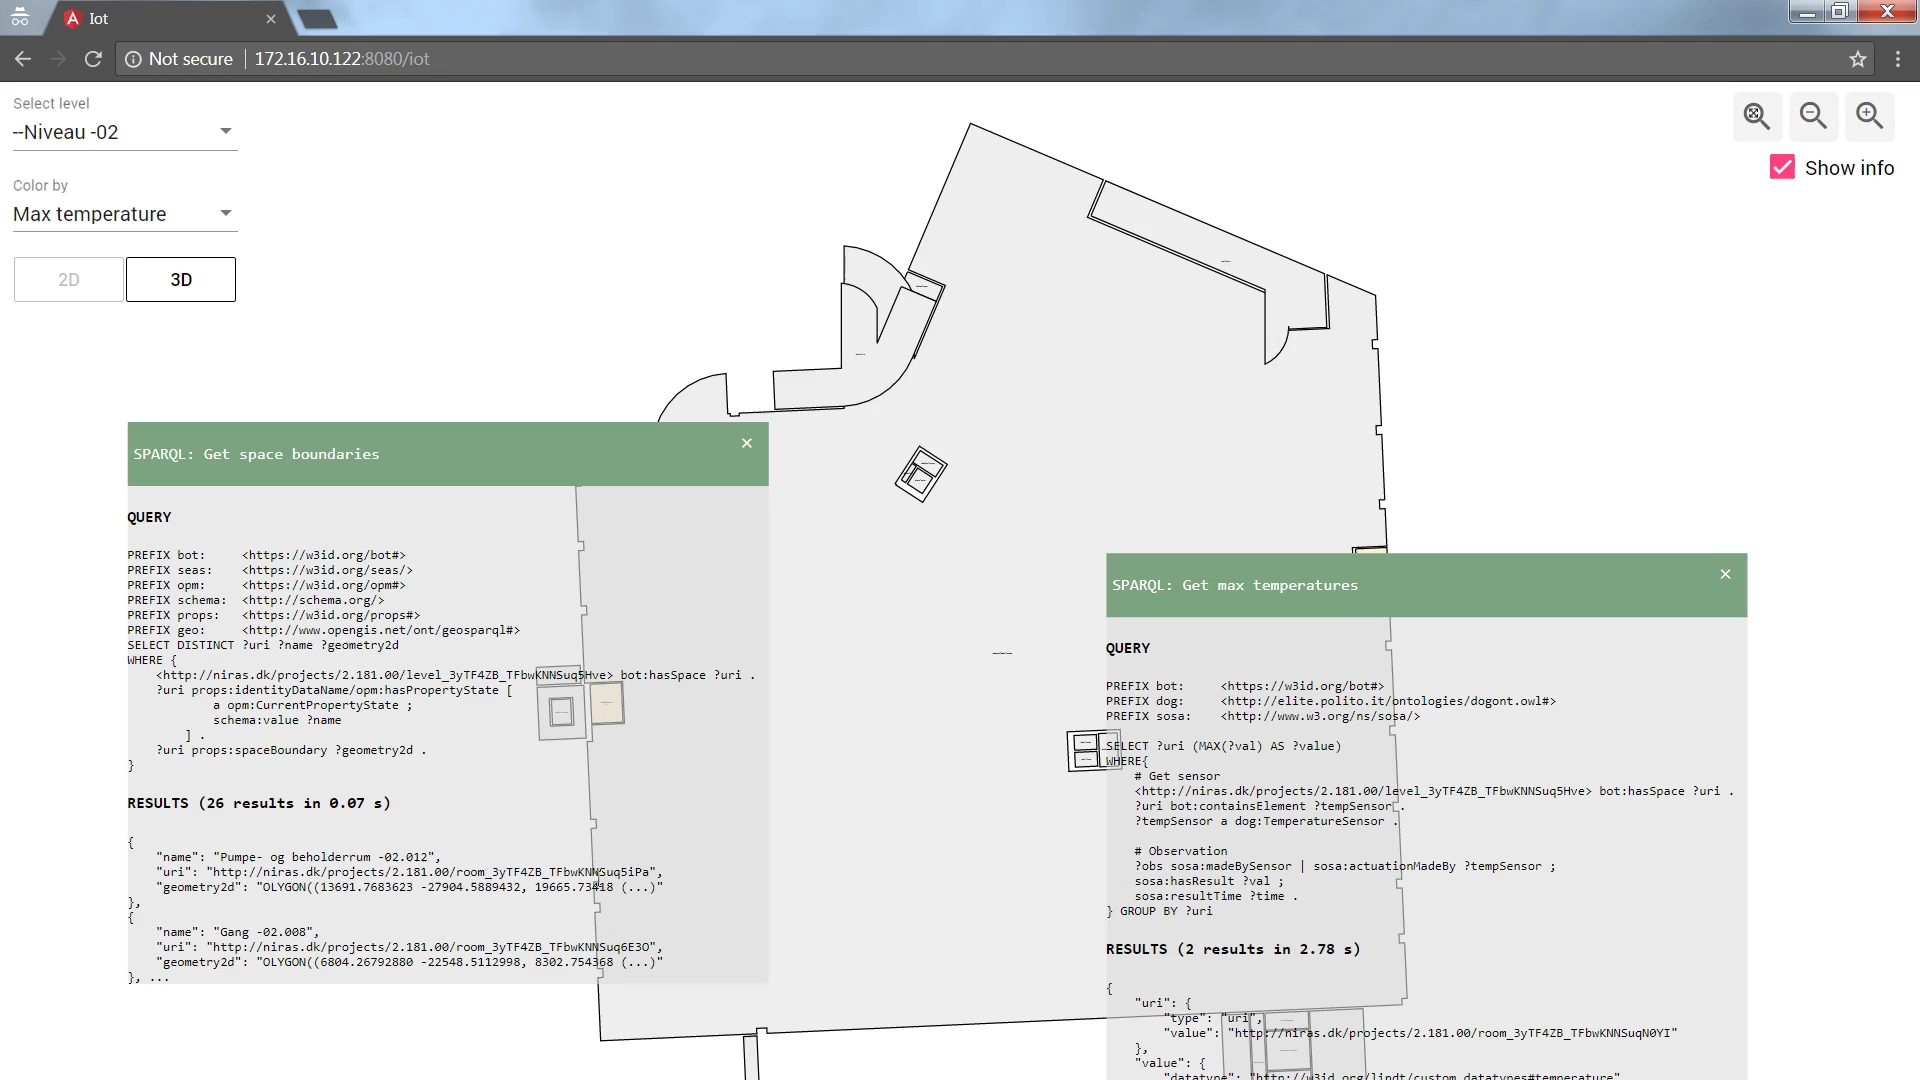 Iot
Not secure
172.16.10.122:8080/iot
Select level
--Niveau -02
Color by
Max temperature
2D
3D
Show info
SPARQL: Get space boundaries
QUERY
PREFIX bot: <https://w3id.org/bot#>
PREFIX seas: <https://w3id.org/seas/>
PREFIX opm: <https://w3id.org/opm#>
PREFIX schema: <http://schema.org/>
PREFIX props: <https://w3id.org/props#>
PREFIX geo: <http://www.opengis.net/ont/geosparql#>
SELECT DISTINCT ?uri ?name ?geometry2d
WHERE {
<http://niras.dk/projects/2.181.00/level_3yTF4ZB_TFbwKNNSuq5Hve> bot:hasSpace ?uri .
?uri props:identityDataName/opm:hasPropertyState [
a opm:CurrentPropertyState ;
schema:value ?name
] .
?uri props:spaceBoundary ?geometry2d .
}
RESULTS (26 results in 0.07 s)
{
"name": "Pumpe- og beholderrum -02.012",
"uri": "http://niras.dk/projects/2.181.00/room_3yTF4ZB_TFbwKNNSuq5iPa",
"geometry2d": "OLYGON((13691.7683623 -27904.5889432, 19665.73418 (...)"
},
{
"name": "Gang -02.008",
"uri": "http://niras.dk/projects/2.181.00/room_3yTF4ZB_TFbwKNNSuq6E3O",
"geometry2d": "OLYGON((6804.26792880 -22548.5112998, 8302.754368 (...)"
}, ...
SPARQL: Get max temperatures
QUERY
PREFIX bot: <https://w3id.org/bot#>
PREFIX dog: <http://elite.polito.it/ontologies/dogont.owl#>
PREFIX sosa: <http://www.w3.org/ns/sosa/>
SELECT ?uri (MAX(?val) AS ?value)
WHERE{
# Get sensor
<http://niras.dk/projects/2.181.00/level_3yTF4ZB_TFbwKNNSuq5Hve> bot:hasSpace ?uri .
?uri bot:containsElement ?tempSensor .
?tempSensor a dog:TemperatureSensor .
# Observation
?obs sosa:madeBySensor | sosa:actuationMadeBy ?tempSensor ;
sosa:hasResult ?val ;
sosa:resultTime ?time .
} GROUP BY ?uri
RESULTS (2 results in 2.78 s)
{
"uri": {
"type": "uri",
"value": "http://niras.dk/projects/2.181.00/room_3yTF4ZB_TFbwKNNSuqN0YI"
},
"value": {
"datatype": "http://w3id.org/lindt/custom_datatypes#temperature"